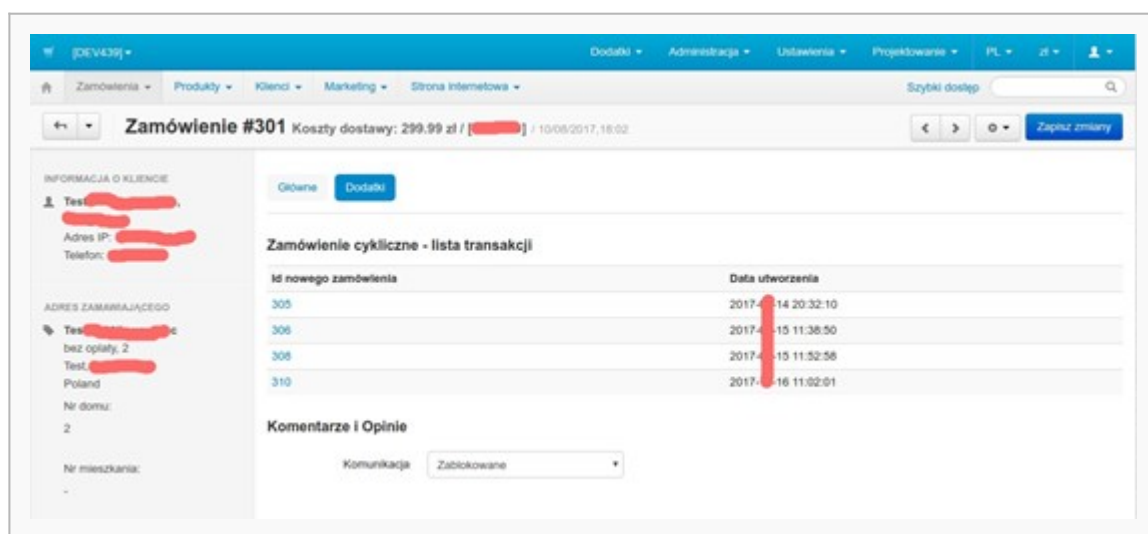 [DEV439]
Dodatki Administracja Ustawienia Projektowanie PL zł
Zamówienia Produkty Klienci Marketing Strona Internetowa Szybki dostęp
Zamówienie #301 Koszty dostawy: 299.99 zł / [ ] / 10/08/2017, 18:02
Zapisz zmiany
INFORMACJA O KLIENCIE
Test ,
Adres IP:
Telefon:
ADRES ZAMAWIAJĄCEGO
Tes c
bez opłaty, 2
Test,
Poland
Nr domu:
2
Nr mieszkania:
-
Główne Dodatki
Zamówienie cykliczne - lista transakcji
Id nowego zamówienia Data utworzenia
305 2017- -14 20:32:10
306 2017- -15 11:38:50
308 2017- -15 11:52:58
310 2017- -16 11:02:01
Komentarze i Opinie
Komunikacja Zablokowane